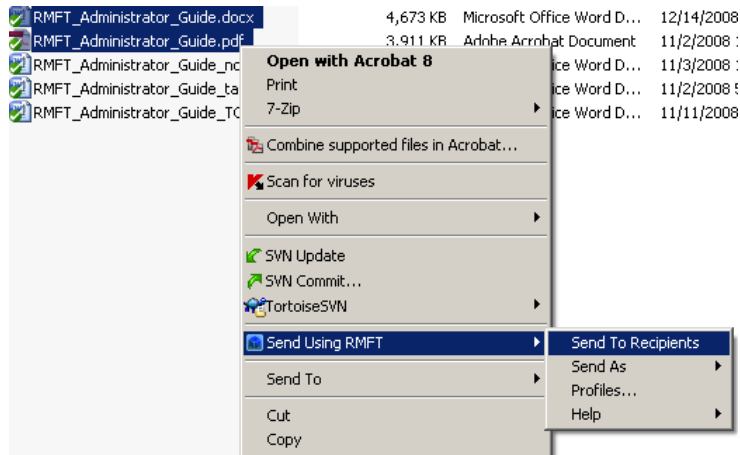 RMFT_Administrator_Guide.docx 4,673 KB Microsoft Office Word D... 12/14/2008
RMFT_Administrator_Guide.pdf 3,911 KB Adobe Acrobat Document 11/2/2008
RMFT_Administrator_Guide_nc ice Word D... 11/3/2008
RMFT_Administrator_Guide_ta ice Word D... 11/2/2008
RMFT_Administrator_Guide_TC ice Word D... 11/11/2008
Open with Acrobat 8
Print
7-Zip
Combine supported files in Acrobat...
Scan for viruses
Open With
SVN Update
SVN Commit...
TortoiseSVN
Send Using RMFT
Send To Recipients
Send As
Send To
Profiles...
Help
Cut
Copy